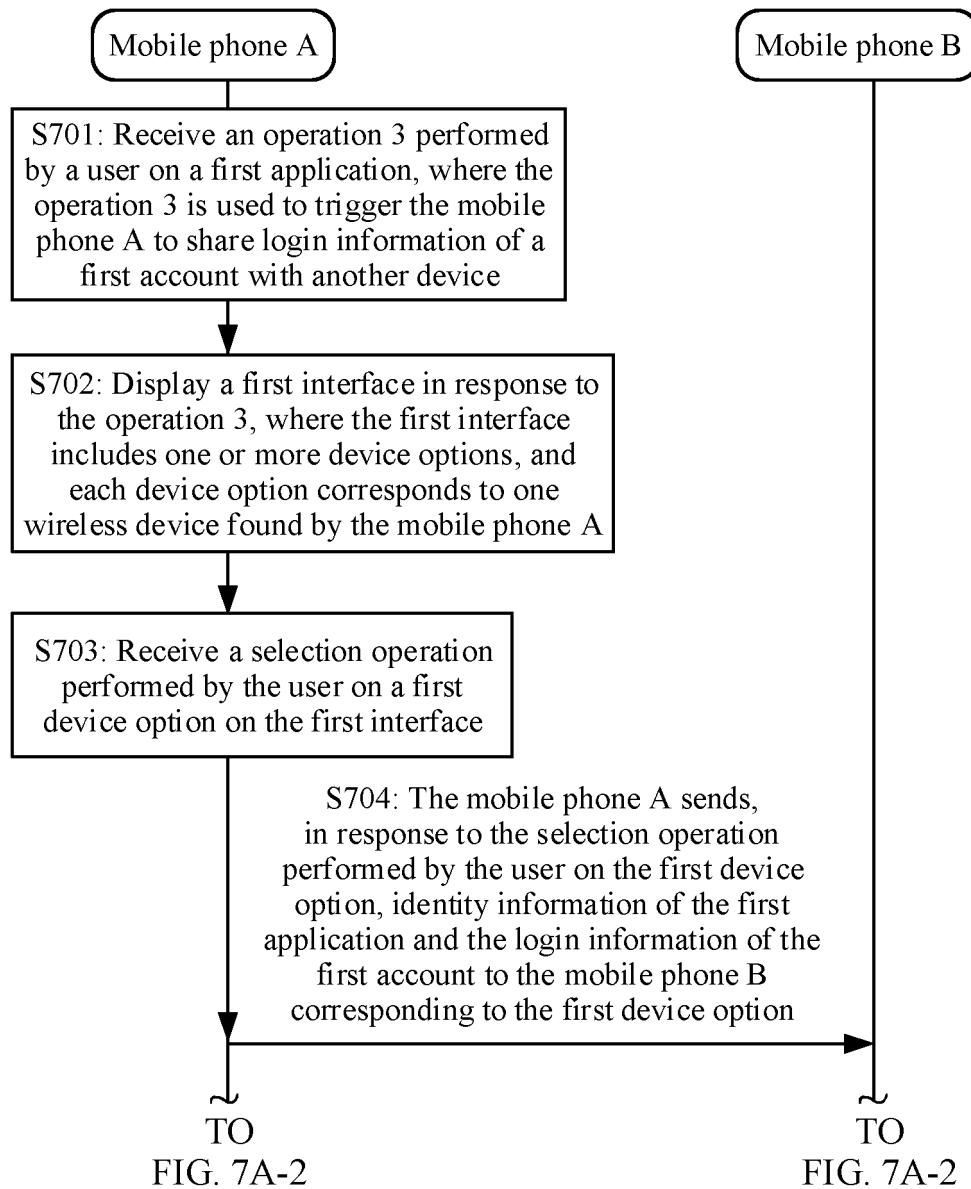 Mobile phone A
Mobile phone B
S701: Receive an operation 3 performed
by a user on a first application, where the
operation 3 is used to trigger the mobile
phone A to share login information of a
first account with another device
S702: Display a first interface in response to
the operation 3, where the first interface
includes one or more device options, and
each device option corresponds to one
wireless device found by the mobile phone A
S703: Receive a selection operation
performed by the user on a first
device option on the first interface
S704: The mobile phone A sends,
in response to the selection operation
performed by the user on the first device
option, identity information of the first
application and the login information of the
first account to the mobile phone B
corresponding to the first device option
TO
FIG. 7A-2
TO
FIG. 7A-2